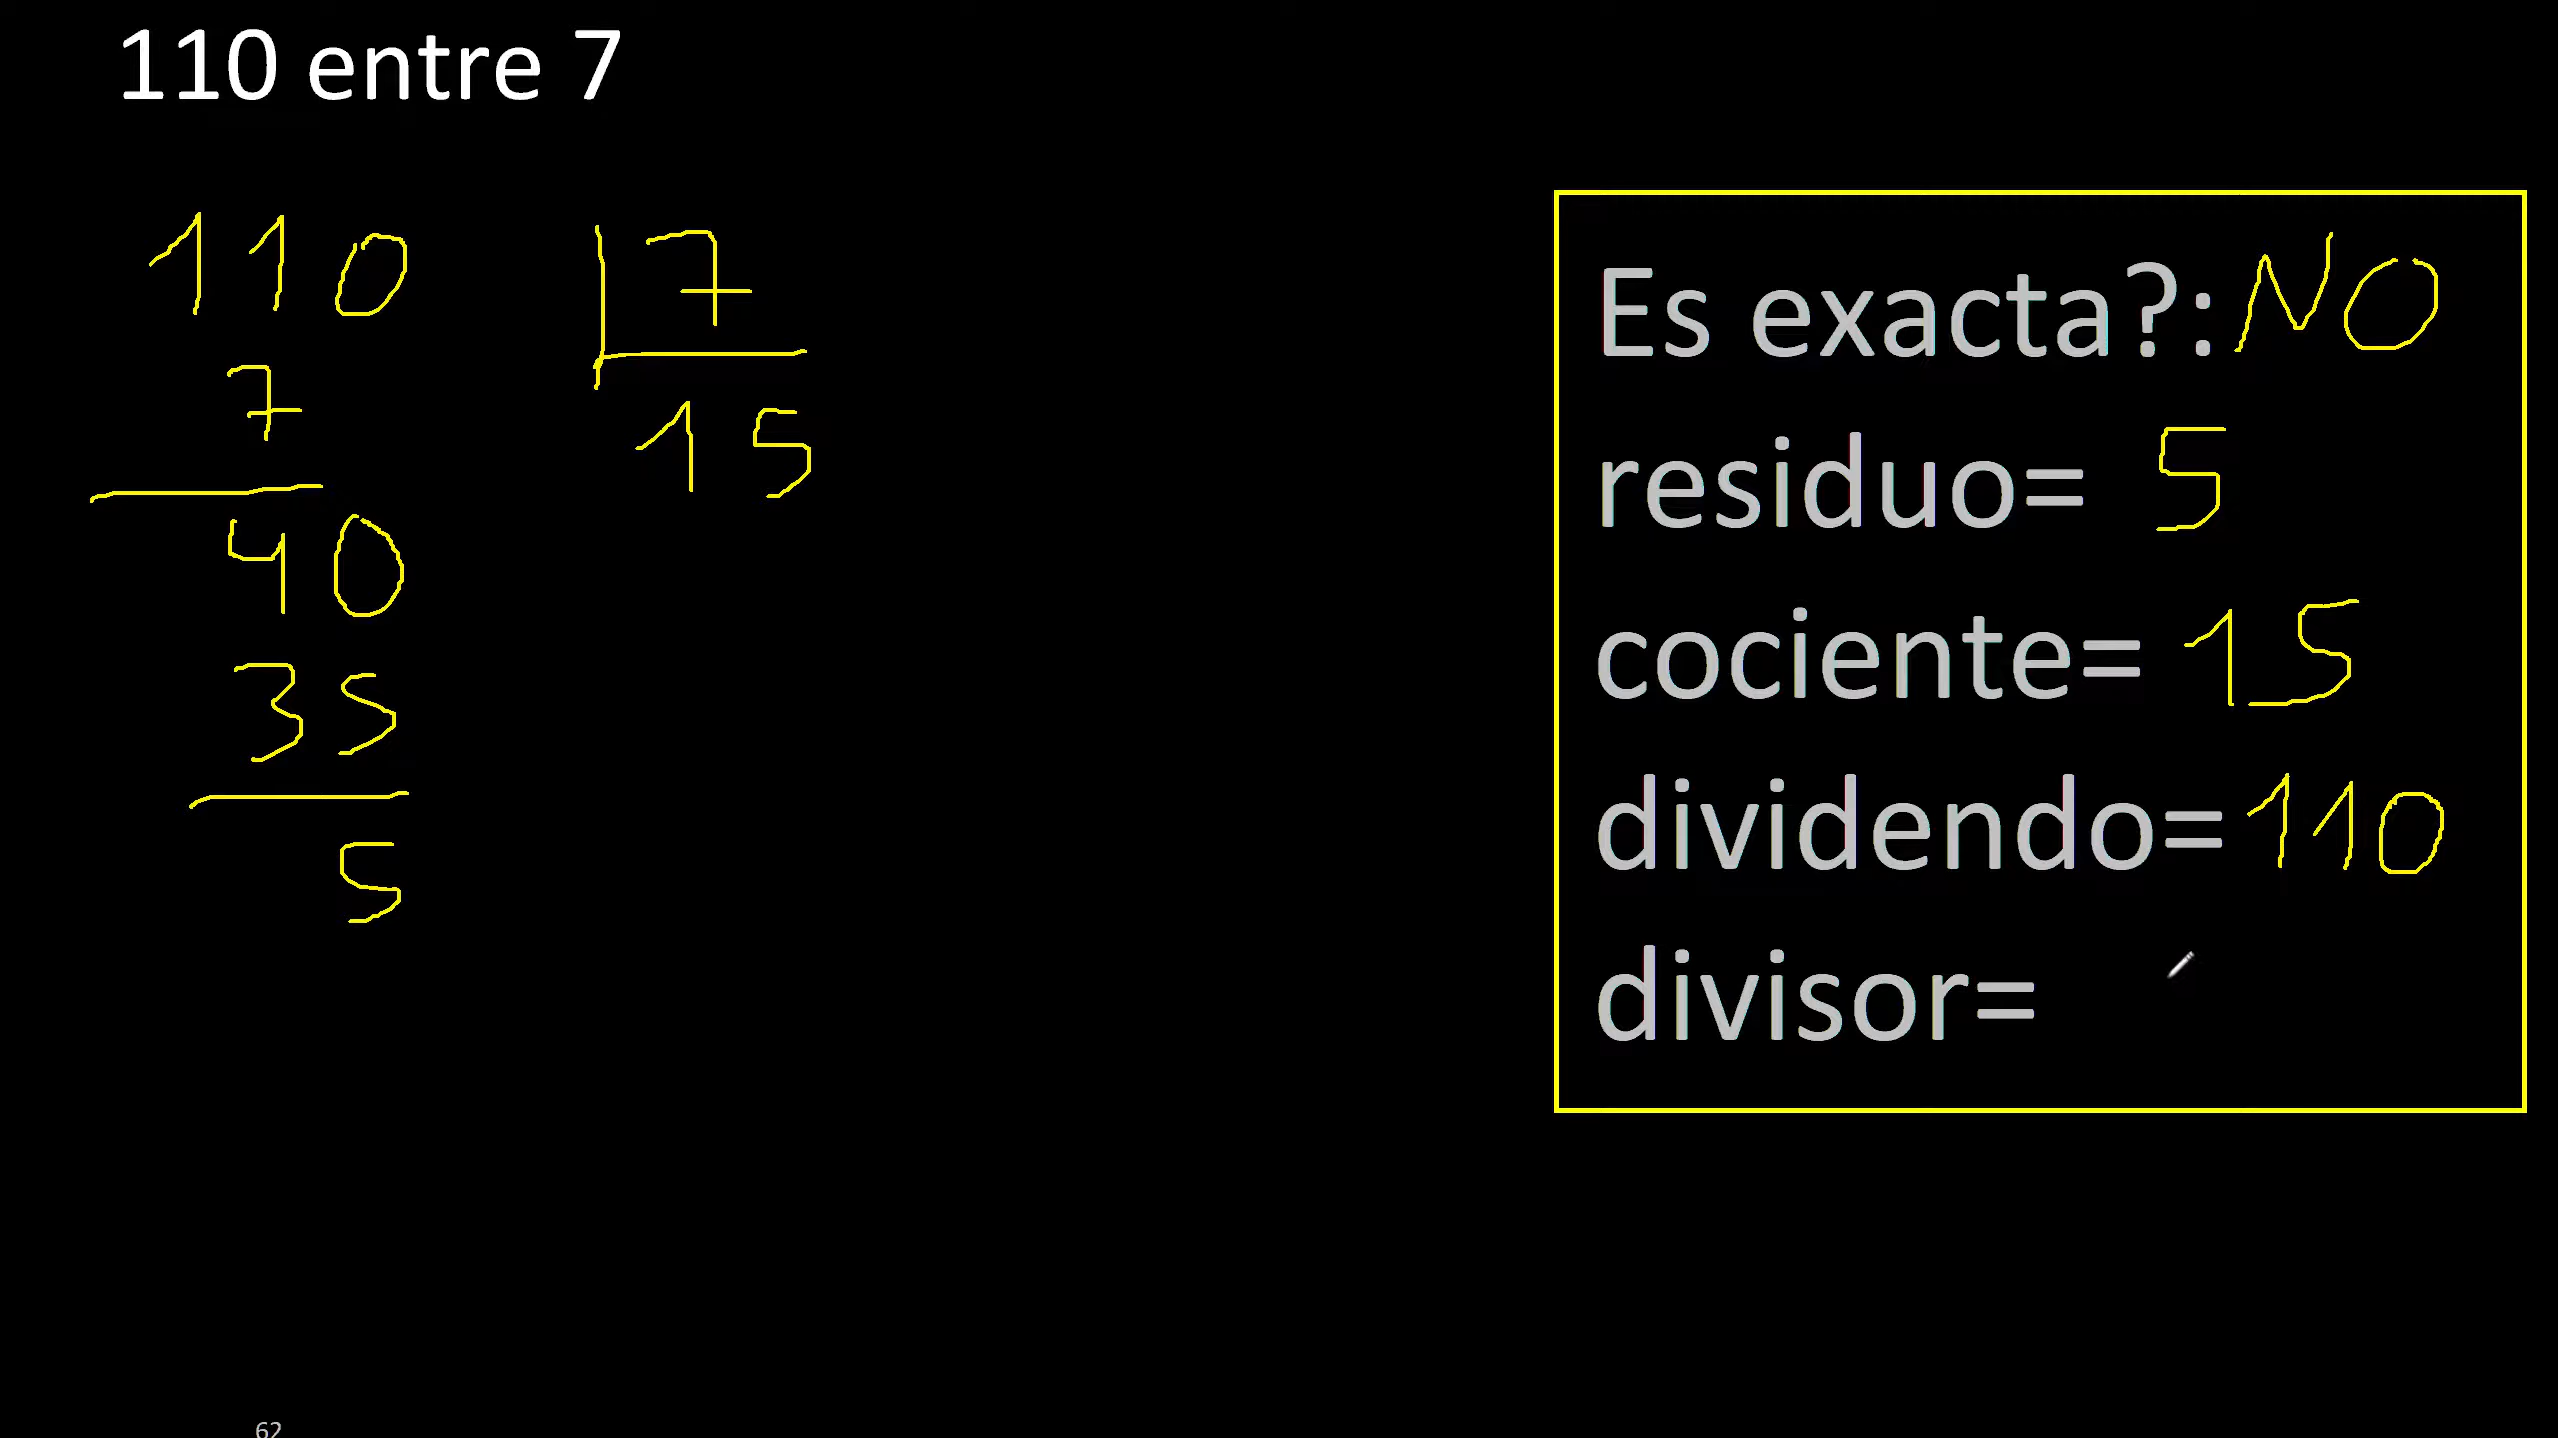 110 entre 7
110 7
7 15
40
35
5
Es exacta?: NO
residuo= 5
cociente= 15
dividendo= 110
divisor=
62